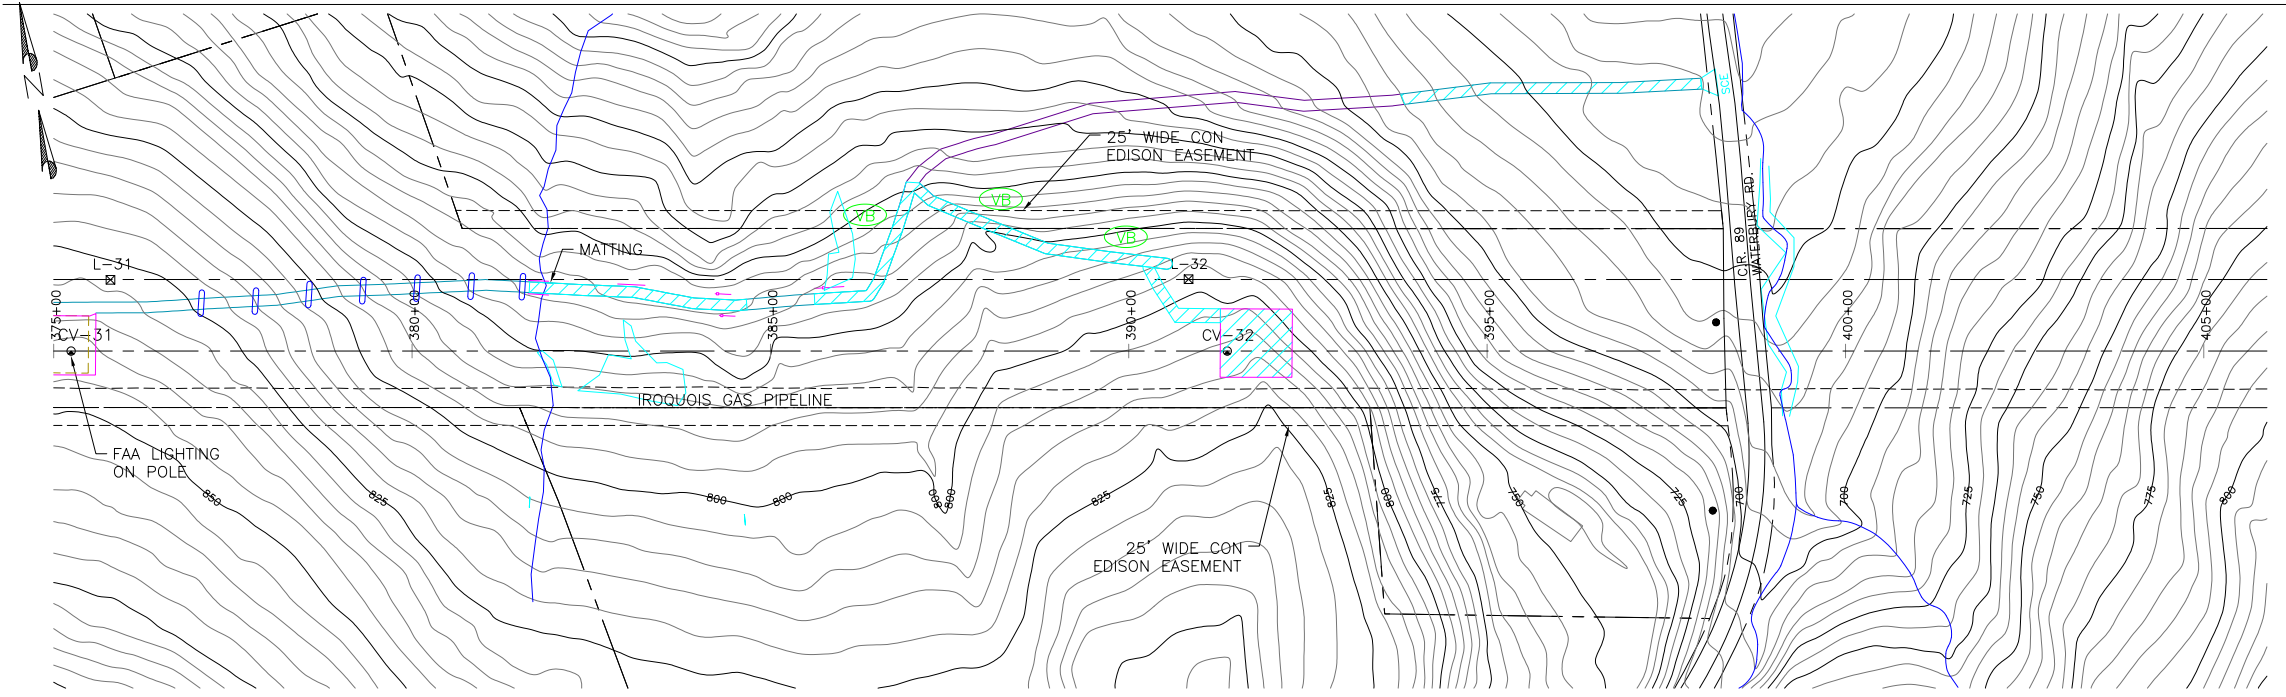 N
SCE
25' WIDE CON
EDISON EASEMENT
VB
VB
VB
MATTING
C.R. 89
WATERBURY RD.
L-31
L-32
375+00
380+00
385+00
390+00
395+00
400+00
405+00
CV-31
CV-32
IROQUOIS GAS PIPELINE
FAA LIGHTING
ON POLE
850
825
800
800
800
800
825
825
800
775
750
725
700
700
725
750
775
800
25' WIDE CON
EDISON EASEMENT